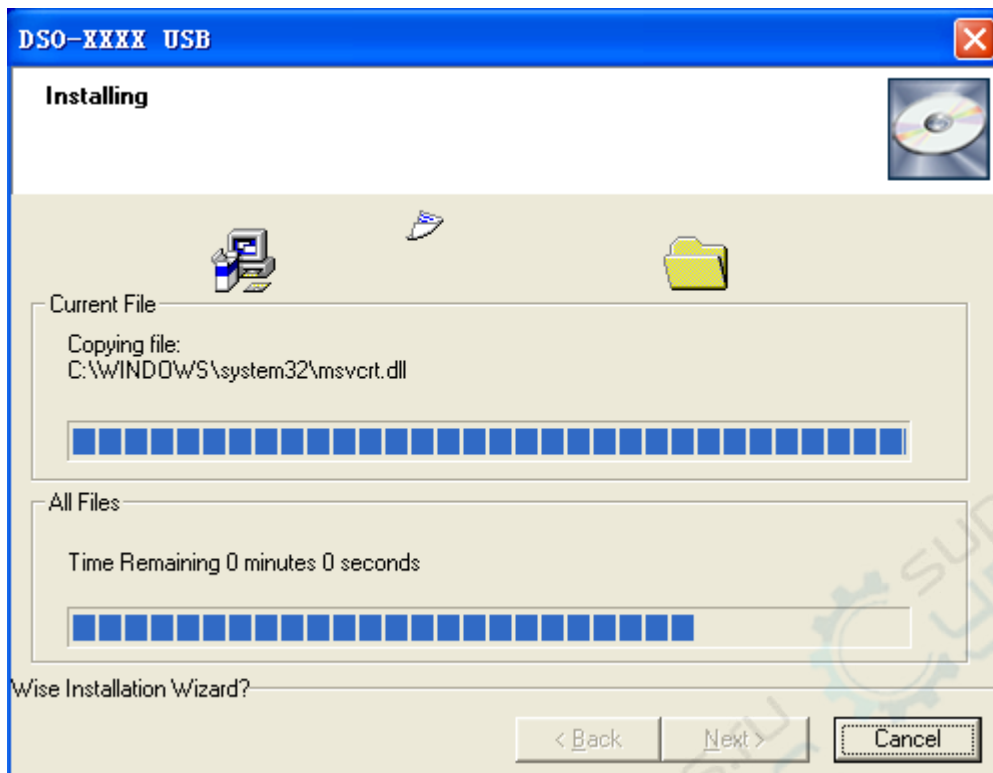 DSO-XXXX USB
Installing
Current File
Copying file:
C:\WINDOWS\system32\msvcrt.dll
All Files
Time Remaining 0 minutes 0 seconds
Wise Installation Wizard?
< Back
Next >
Cancel